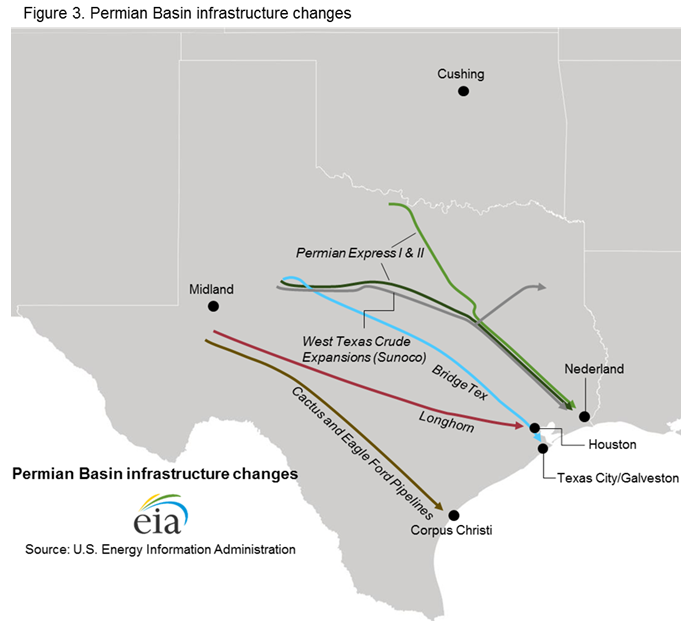 Figure 3. Permian Basin infrastructure changes
Cushing
Permian Express I & II
Midland
West Texas Crude
Expansions (Sunoco)
BridgeTex
Nederland
Cactus and Eagle Ford Pipelines
Longhorn
Houston
Permian Basin infrastructure changes
Texas City/Galveston
eia
Corpus Christi
Source: U.S. Energy Information Administration